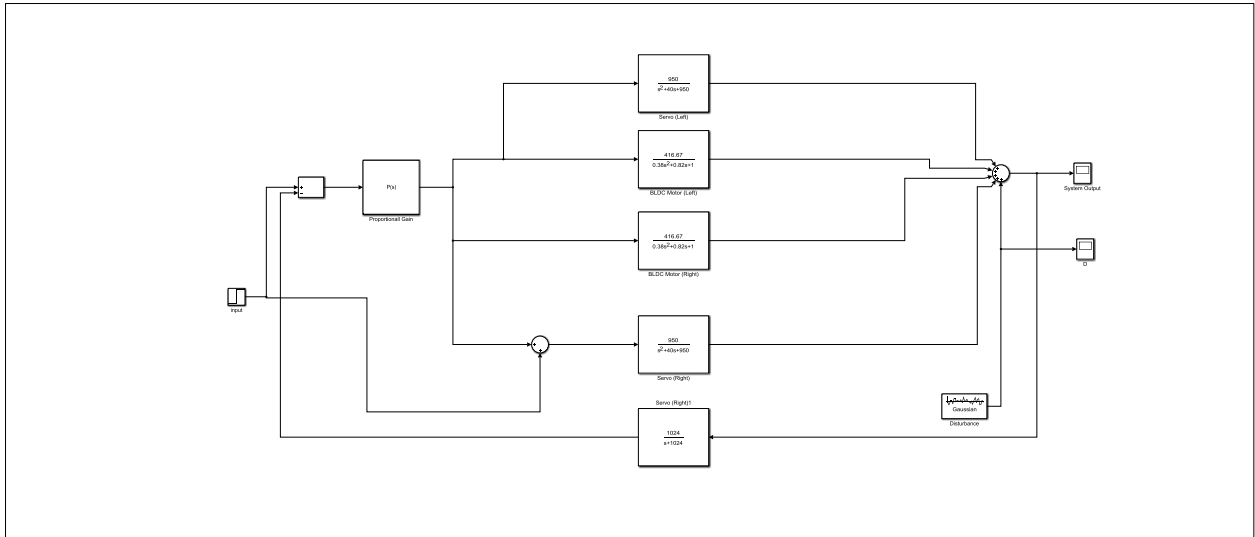 950
s²+40s+950
Servo (Left)
416.67
0.38s²+0.82s+1
BLDC Motor (Left)
+
−
P(s)
Proportionall Gain
System Output
416.67
0.38s²+0.82s+1
BLDC Motor (Right)
D
input
950
s²+40s+950
Servo (Right)
Servo (Right)1
1024
s+1024
Gaussian
Disturbance